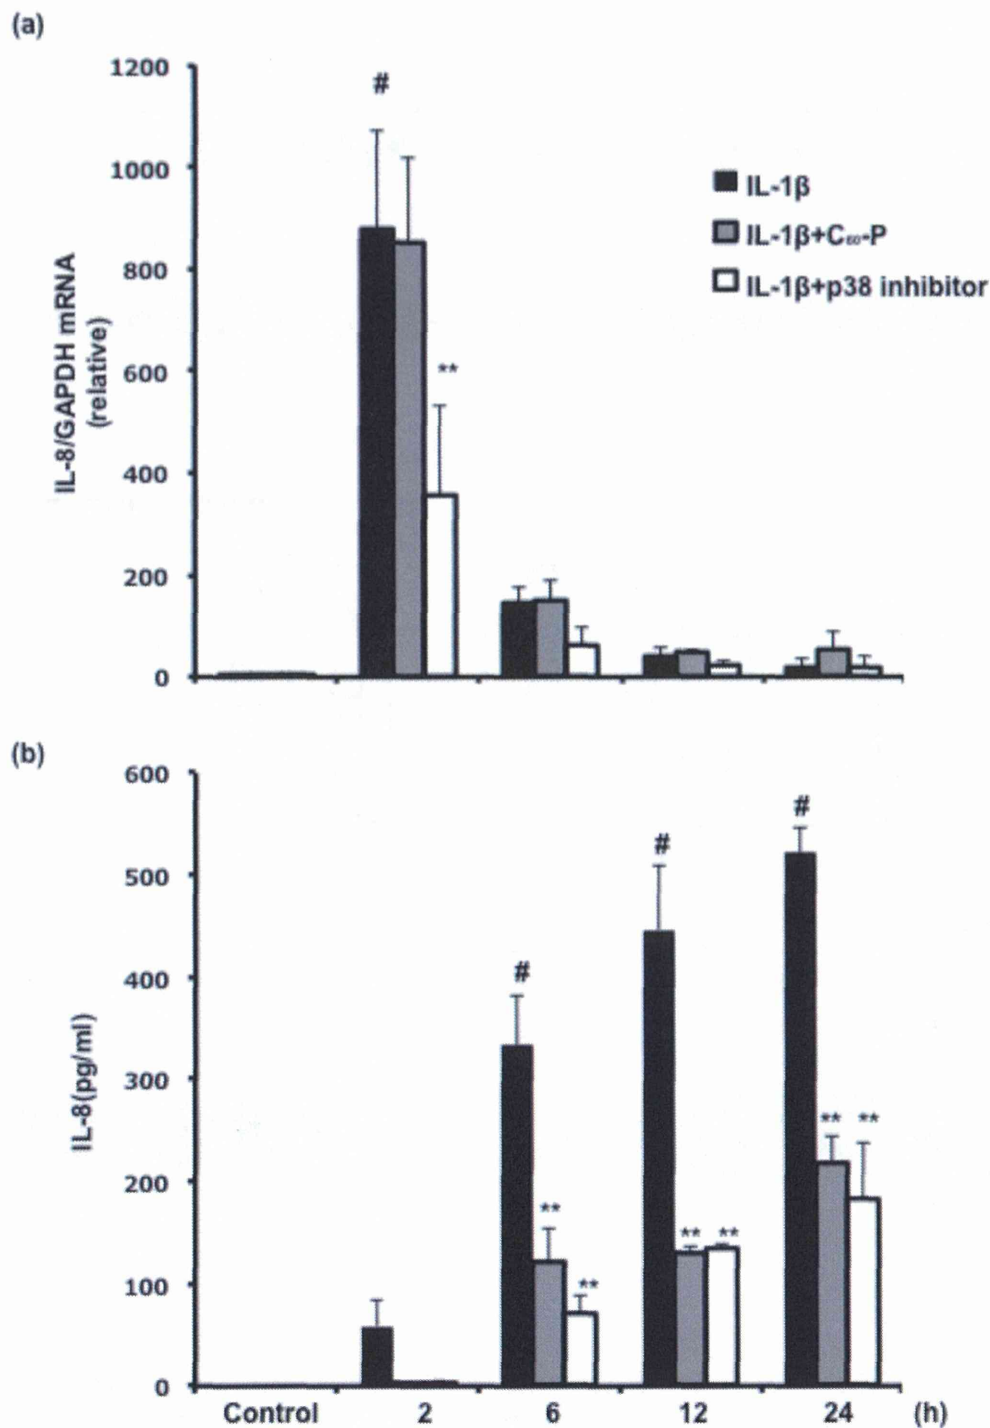 (a)
1200
1000
800
600
400
200
0
IL-8/GAPDH mRNA
(relative)
#
**
IL-1β
IL-1β+C₆₀-P
IL-1β+p38 inhibitor
(b)
600
500
400
300
200
100
0
IL-8(pg/ml)
#
#
#
**
**
**
**
**
**
Control 2 6 12 24 (h)